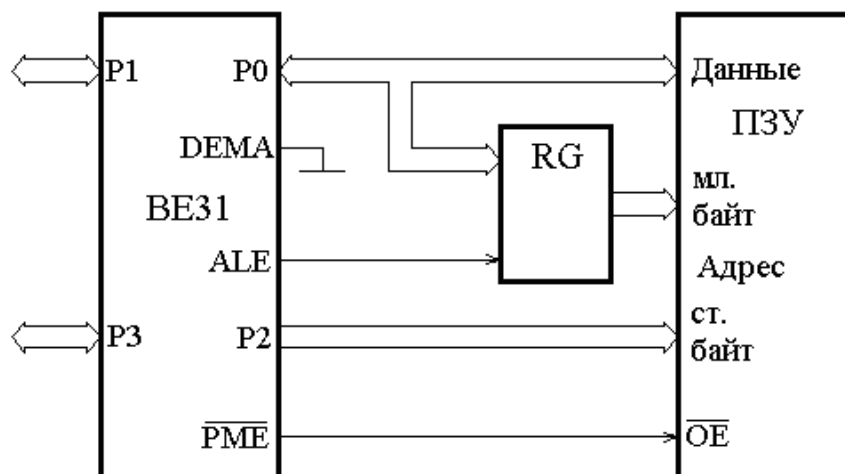 P1
P0
DEMA
BE31
ALE
P3
P2
PME
RG
Данные
ПЗУ
мл.
байт
Адрес
ст.
байт
OE